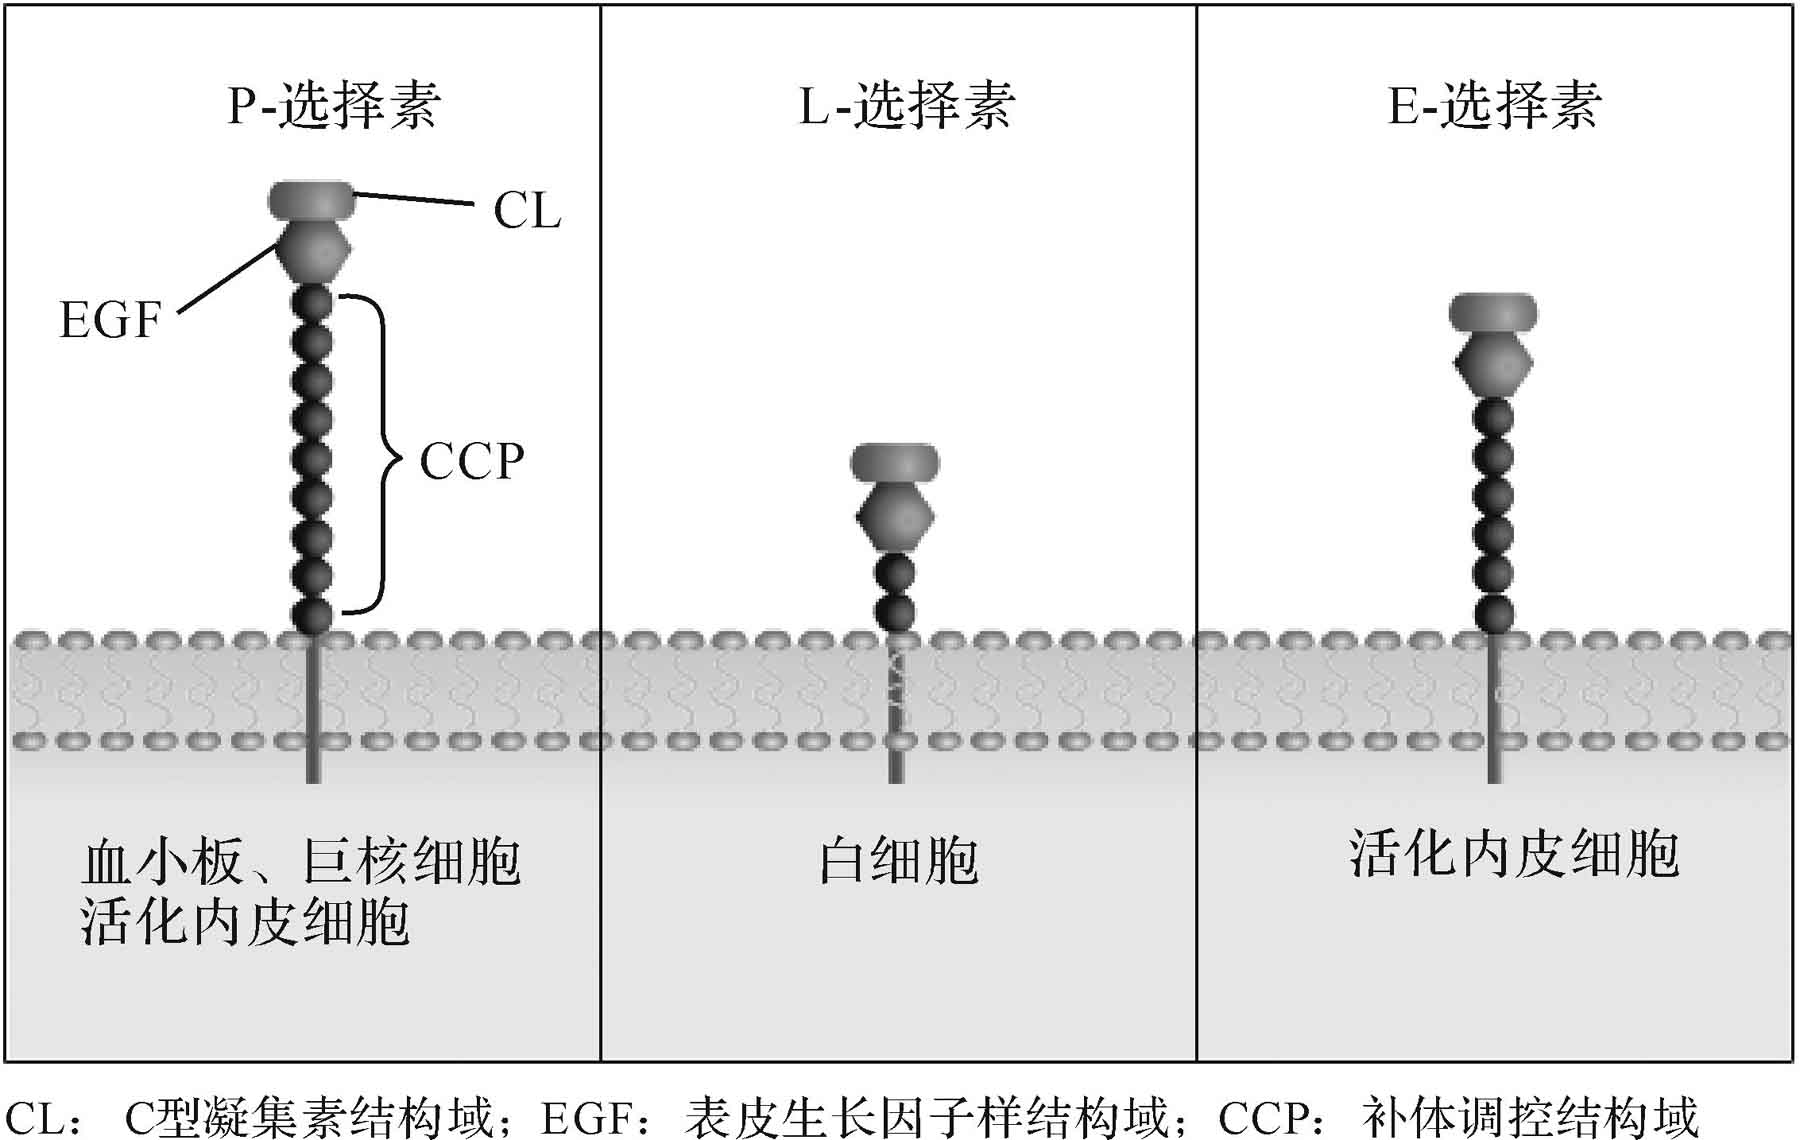 P-选择素
L-选择素
E-选择素
CL
EGF
CCP
血小板、巨核细胞
活化内皮细胞
白细胞
活化内皮细胞
CL： C型凝集素结构域；EGF：表皮生长因子样结构域；CCP：补体调控结构域